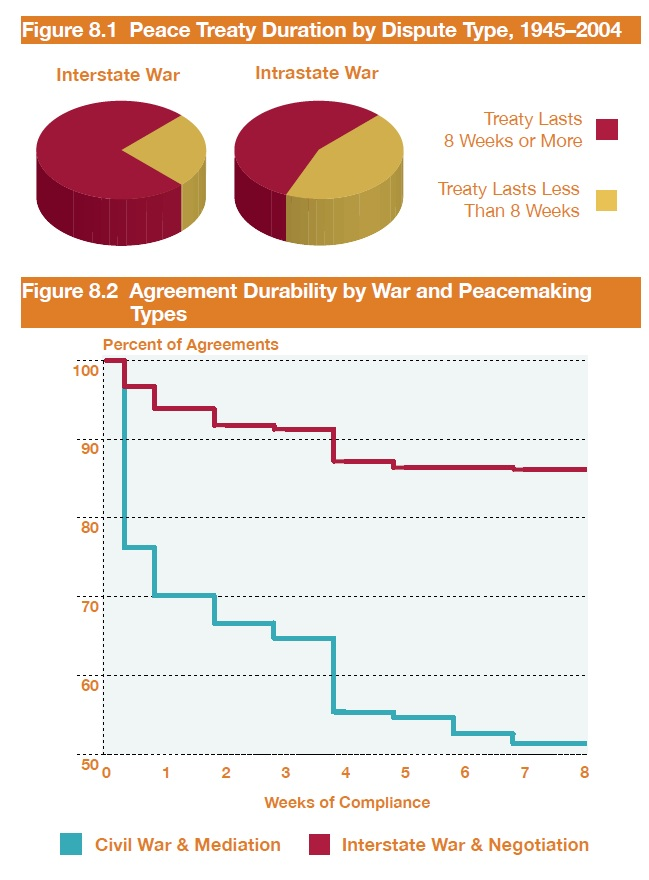 Figure 8.1 Peace Treaty Duration by Dispute Type, 1945–2004
Interstate War
Intrastate War
Treaty Lasts
8 Weeks or More
Treaty Lasts Less
Than 8 Weeks
Figure 8.2 Agreement Durability by War and Peacemaking
Types
Percent of Agreements
100
90
80
70
60
50
0 1 2 3 4 5 6 7 8
Weeks of Compliance
Civil War & Mediation
Interstate War & Negotiation